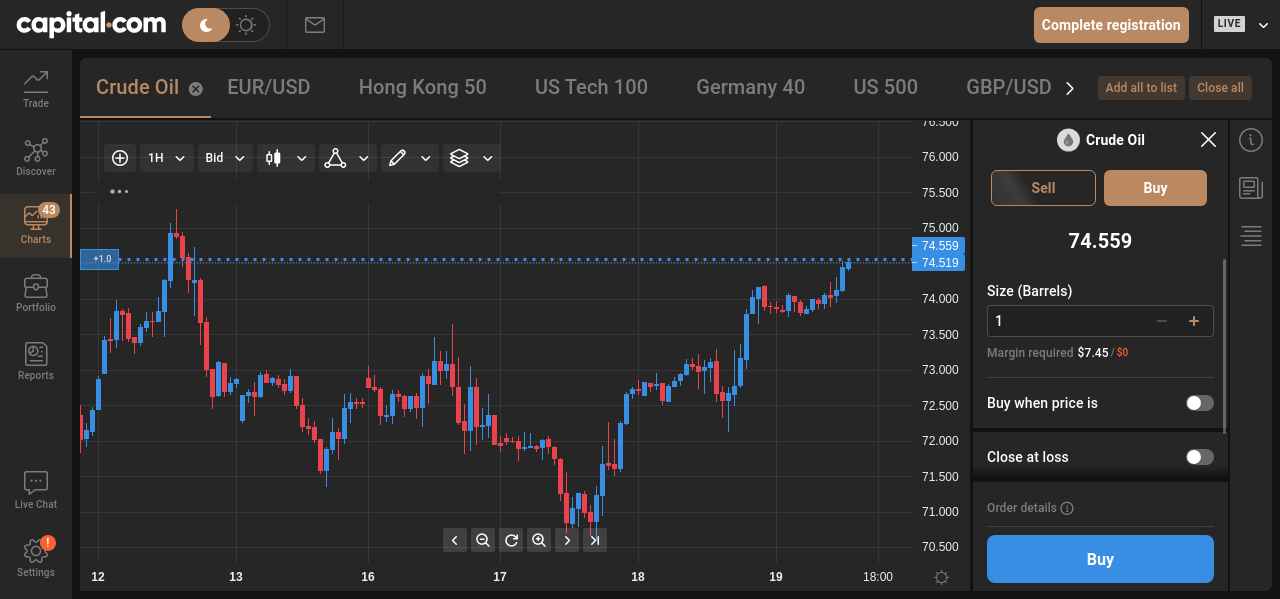 capital.com
Complete registration
LIVE
Trade
Discover
43
Charts
Portfolio
Reports
Live Chat
!
Settings
Crude Oil
EUR/USD
Hong Kong 50
US Tech 100
Germany 40
US 500
GBP/USD
Add all to list
Close all
1H
Bid
+1.0
76.500
76.000
75.500
75.000
74.559
74.519
74.000
73.500
73.000
72.500
72.000
71.500
71.000
70.500
12
13
16
17
18
19
18:00
Crude Oil
Sell
Buy
74.559
Size (Barrels)
1
Margin required $7.45 / $0
Buy when price is
Close at loss
Order details
Buy